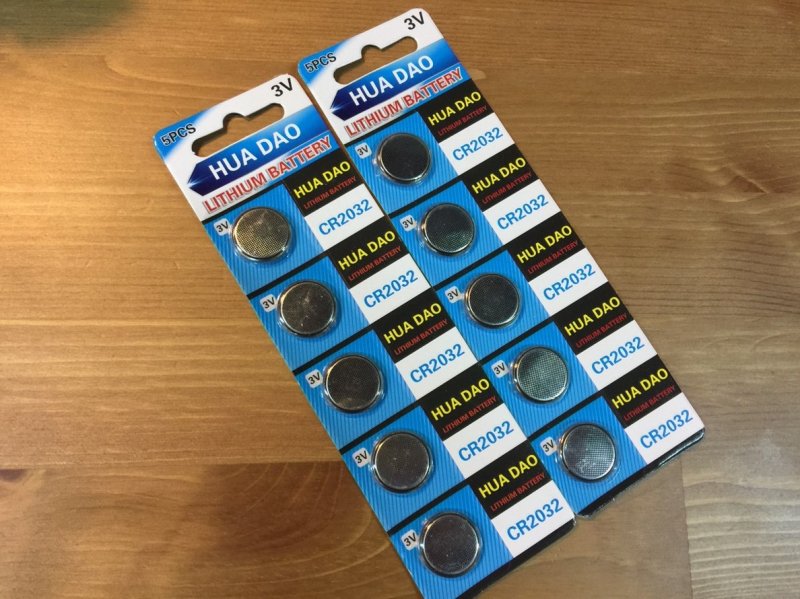 5PCS
3V
HUA DAO
LITHIUM BATTERY
3V
HUA DAO
LITHIUM BATTERY
CR2032
3V
HUA DAO
LITHIUM BATTERY
CR2032
3V
HUA DAO
LITHIUM BATTERY
CR2032
3V
HUA DAO
LITHIUM BATTERY
CR2032
3V
HUA DAO
LITHIUM BATTERY
CR2032
5PCS
3V
HUA DAO
LITHIUM BATTERY
3V
HUA DAO
LITHIUM BATTERY
CR2032
3V
HUA DAO
LITHIUM BATTERY
CR2032
3V
HUA DAO
LITHIUM BATTERY
CR2032
3V
HUA DAO
LITHIUM BATTERY
CR2032
3V
HUA DAO
LITHIUM BATTERY
CR2032